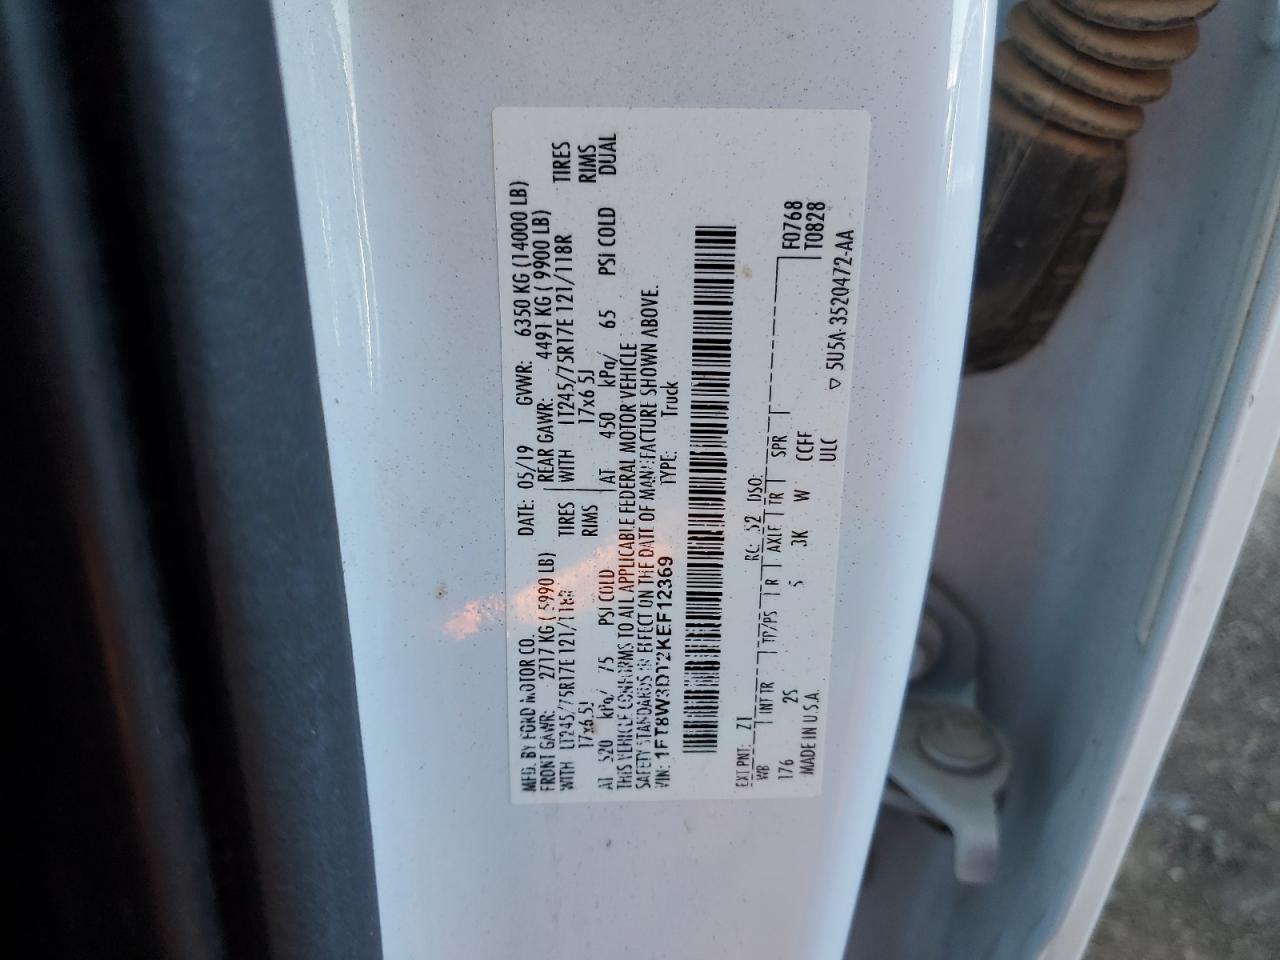 MFD. BY FORD MOTOR CO.
DATE: 05/19 GVWR: 6350 KG (14000 LB)
FRONT GAWR: 2717 KG ( 5990 LB) REAR GAWR: 4491 KG ( 9900 LB)
WITH LT245/75R17E 121/118R TIRES WITH LT245/75R17E 121/118R TIRES
17x6.5J RIMS 17x6.5J RIMS
AT 520 kPa/ 75 PSI COLD AT 450 kPa/ 65 PSI COLD DUAL
THIS VEHICLE CONFORMS TO ALL APPLICABLE FEDERAL MOTOR VEHICLE
SAFETY STANDARDS IN EFFECT ON THE DATE OF MANUFACTURE SHOWN ABOVE.
VIN: 1FT8W3DT2KEF12369 TYPE: Truck
EXT PNT: Z1 RC: 52 DSO: F0768
WB INT TR TP/PS R AXLE TR SPR T0828
176 2S 5 3K W CCFF
MADE IN U.S.A. ULC
▽ 5U5A-3520472-AA